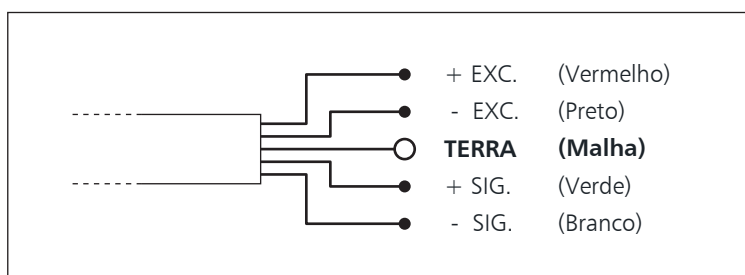 + EXC. (Vermelho)
- EXC. (Preto)
TERRA (Malha)
+ SIG. (Verde)
- SIG. (Branco)